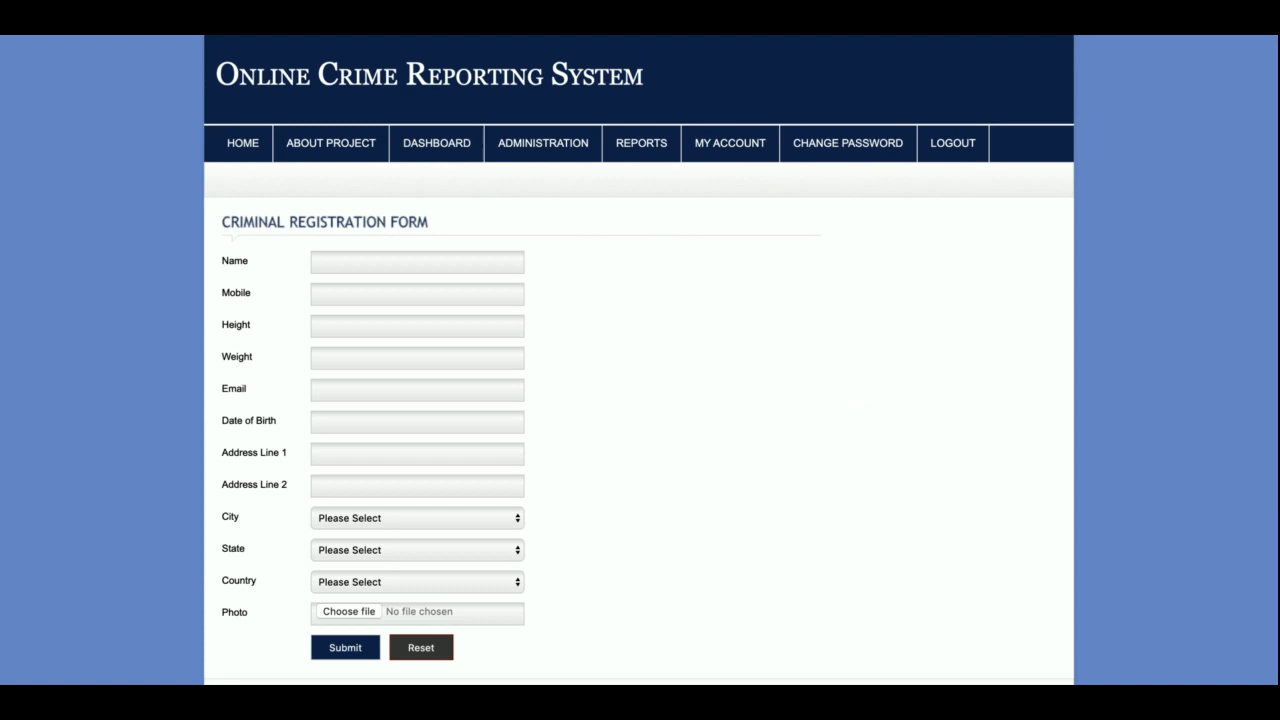 ONLINE CRIME REPORTING SYSTEM
HOME ABOUT PROJECT DASHBOARD ADMINISTRATION REPORTS MY ACCOUNT CHANGE PASSWORD LOGOUT
CRIMINAL REGISTRATION FORM
Name
Mobile
Height
Weight
Email
Date of Birth
Address Line 1
Address Line 2
City Please Select
State Please Select
Country Please Select
Photo Choose file No file chosen
Submit Reset